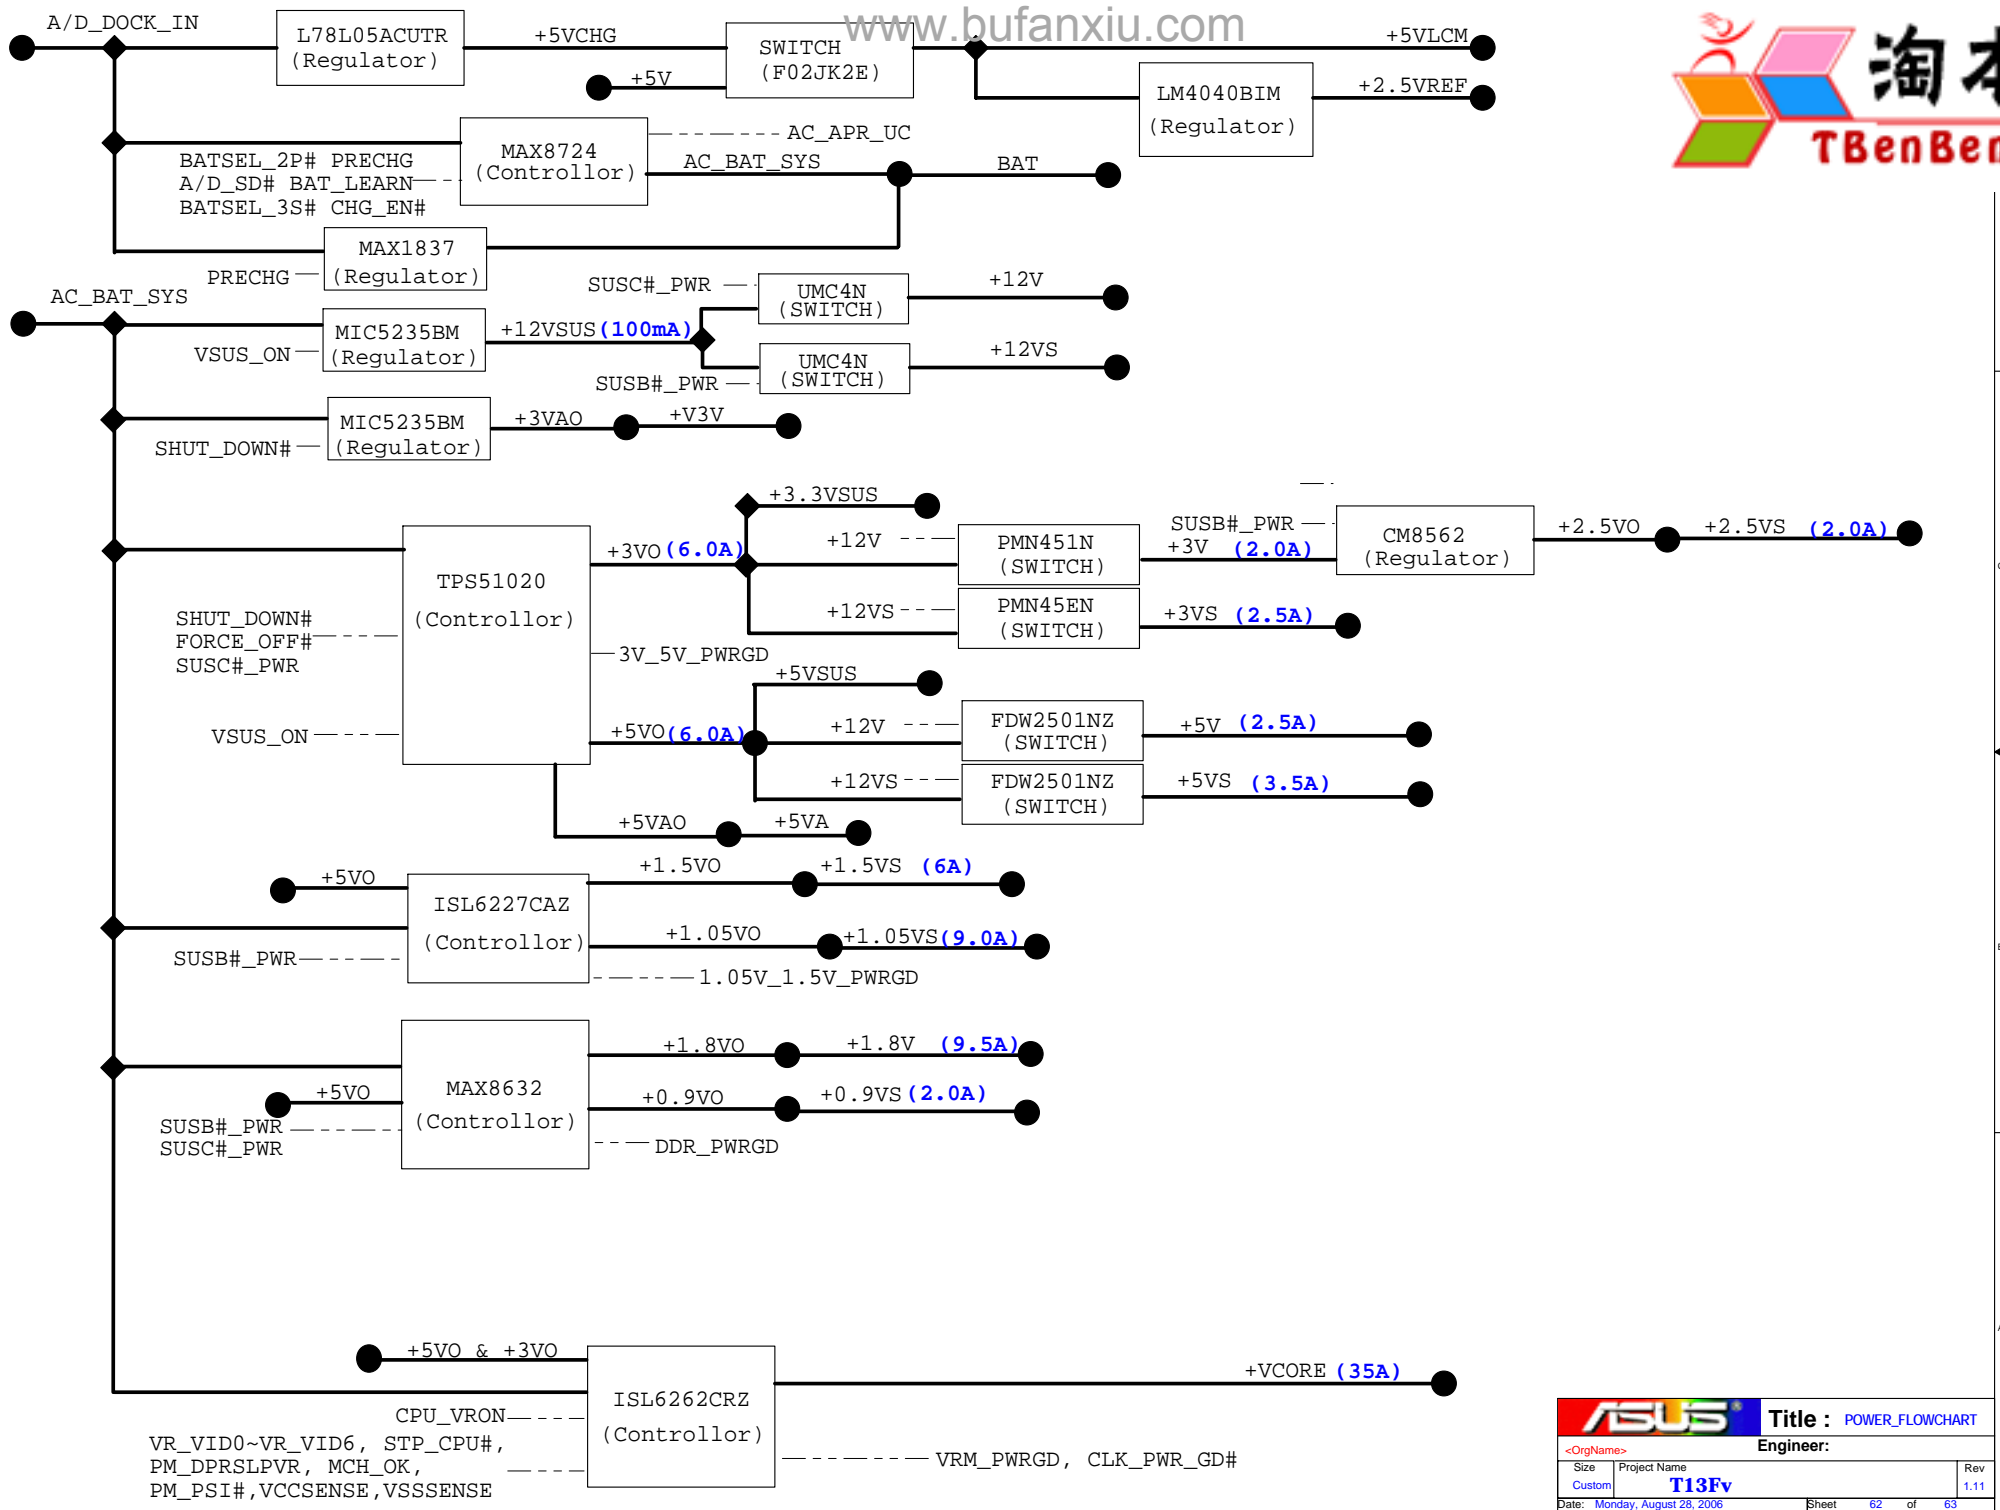 www.bufanxiu.com
A/D_DOCK_IN
L78L05ACUTR
(Regulator)
+5VCHG
+5V
SWITCH
(F02JK2E)
+5VLCM
LM4040BIM
(Regulator)
+2.5VREF
淘本
TBenBen
MAX8724
(Controllor)
AC_APR_UC
BATSEL_2P# PRECHG
A/D_SD# BAT_LEARN
BATSEL_3S# CHG_EN#
AC_BAT_SYS
BAT
MAX1837
(Regulator)
PRECHG
AC_BAT_SYS
MIC5235BM
(Regulator)
VSUS_ON
+12VSUS(100mA)
SUSC#_PWR
UMC4N
(SWITCH)
+12V
UMC4N
(SWITCH)
+12VS
SUSB#_PWR
MIC5235BM
(Regulator)
SHUT_DOWN#
+3VAO
+V3V
TPS51020
(Controllor)
SHUT_DOWN#
FORCE_OFF#
SUSC#_PWR
VSUS_ON
+3VO (6.0A)
+3.3VSUS
+12V
PMN451N
(SWITCH)
+3V (2.0A)
SUSB#_PWR
CM8562
(Regulator)
+2.5VO
+2.5VS (2.0A)
+12VS
PMN45EN
(SWITCH)
+3VS (2.5A)
3V_5V_PWRGD
+5VSUS
+5VO(6.0A)
+12V
FDW2501NZ
(SWITCH)
+5V (2.5A)
+12VS
FDW2501NZ
(SWITCH)
+5VS (3.5A)
+5VAO
+5VA
+5VO
ISL6227CAZ
(Controllor)
SUSB#_PWR
+1.5VO
+1.5VS (6A)
+1.05VO
+1.05VS(9.0A)
1.05V_1.5V_PWRGD
MAX8632
(Controllor)
+5VO
SUSB#_PWR
SUSC#_PWR
+1.8VO
+1.8V (9.5A)
+0.9VO
+0.9VS (2.0A)
DDR_PWRGD
+5VO & +3VO
ISL6262CRZ
(Controllor)
CPU_VRON
VR_VID0~VR_VID6, STP_CPU#,
PM_DPRSLPVR, MCH_OK,
PM_PSI#,VCCSENSE,VSSSENSE
+VCORE (35A)
VRM_PWRGD, CLK_PWR_GD#
C
B
A
ASUS®
Title : POWER_FLOWCHART
<OrgName>
Engineer:
Size
Project Name
Rev
Custom
T13Fv
1.11
Date: Monday, August 28, 2006
Sheet 62 of 63